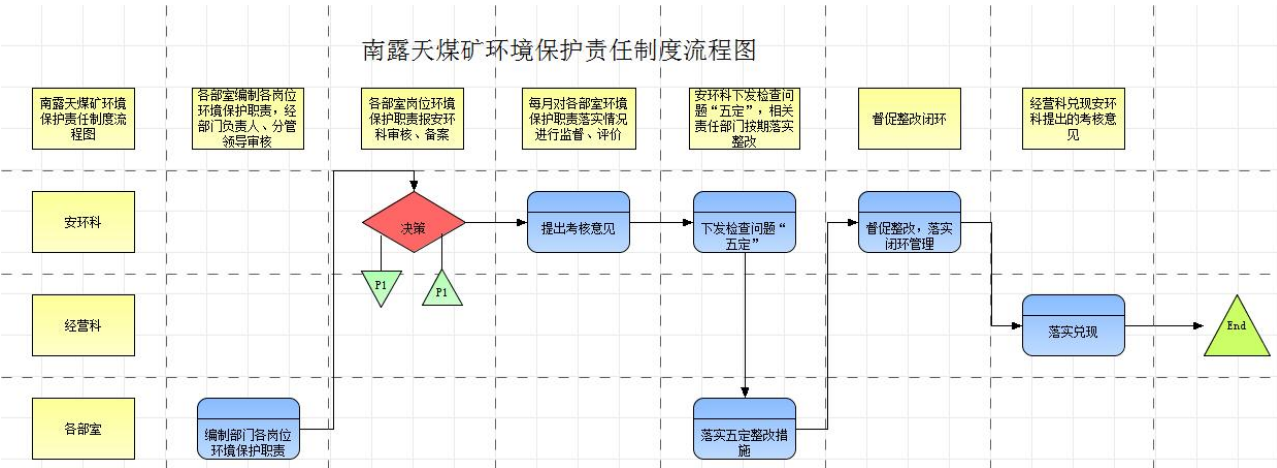 南露天煤矿环境保护责任制度流程图
南露天煤矿环境
保护责任制度流
程图
各部室编制各岗位
环境保护职责，经
部门负责人、分管
领导审核
各部室岗位环境
保护职责报安环
科审核、备案
每月对各部室环境
保护职责落实情况
进行监督、评价
安环科下发检查问
题“五定”，相关
责任部门按期落实
整改
督促整改闭环
经营科兑现安环
科提出的考核意
见
安环科
决策
提出考核意见
下发检查问题“
五定”
督促整改，落实
闭环管理
P1
P1
经营科
落实兑现
End
各部室
编制部门各岗位
环境保护职责
落实五定整改措
施